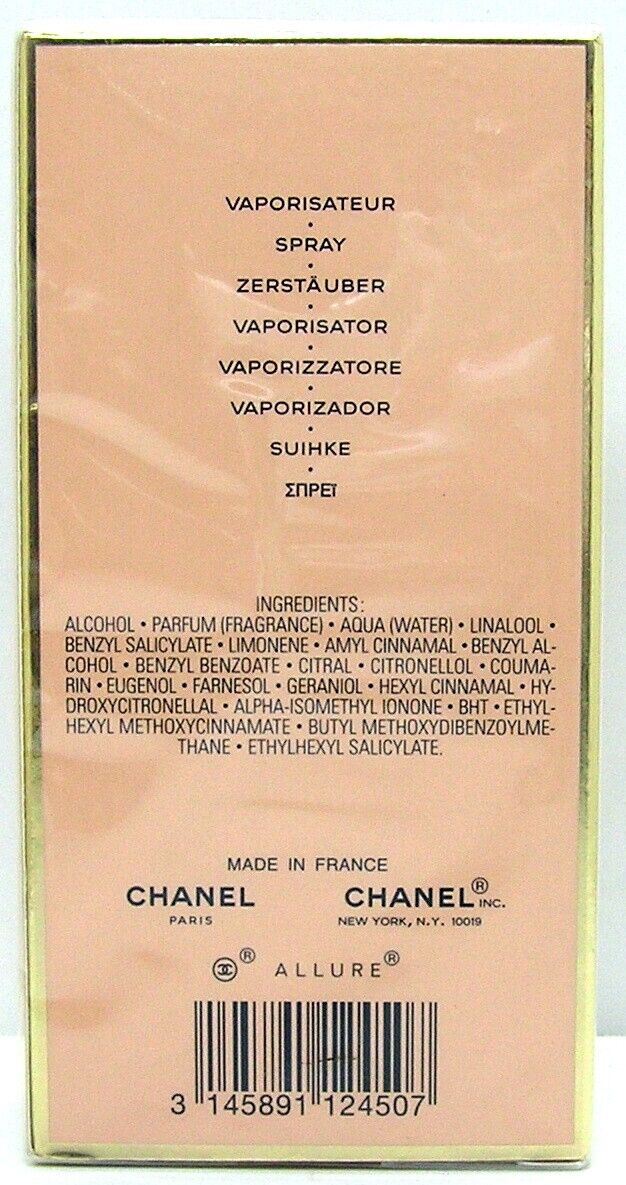 VAPORISATEUR
•
SPRAY
•
ZERSTÄUBER
•
VAPORISATOR
•
VAPORIZZATORE
•
VAPORIZADOR
•
SUIHKE
•
ΣΠΡΕΪ
INGREDIENTS:
ALCOHOL • PARFUM (FRAGRANCE) • AQUA (WATER) • LINALOOL •
BENZYL SALICYLATE • LIMONENE • AMYL CINNAMAL • BENZYL AL-
COHOL • BENZYL BENZOATE • CITRAL • CITRONELLOL • COUMA-
RIN • EUGENOL • FARNESOL • GERANIOL • HEXYL CINNAMAL • HY-
DROXYCITRONELLAL • ALPHA-ISOMETHYL IONONE • BHT • ETHYL-
HEXYL METHOXYCINNAMATE • BUTYL METHOXYDIBENZOYLME-
THANE • ETHYLHEXYL SALICYLATE.
MADE IN FRANCE
CHANEL CHANEL® INC.
PARIS NEW YORK, N.Y. 10019
® ALLURE®
3 145891 124507